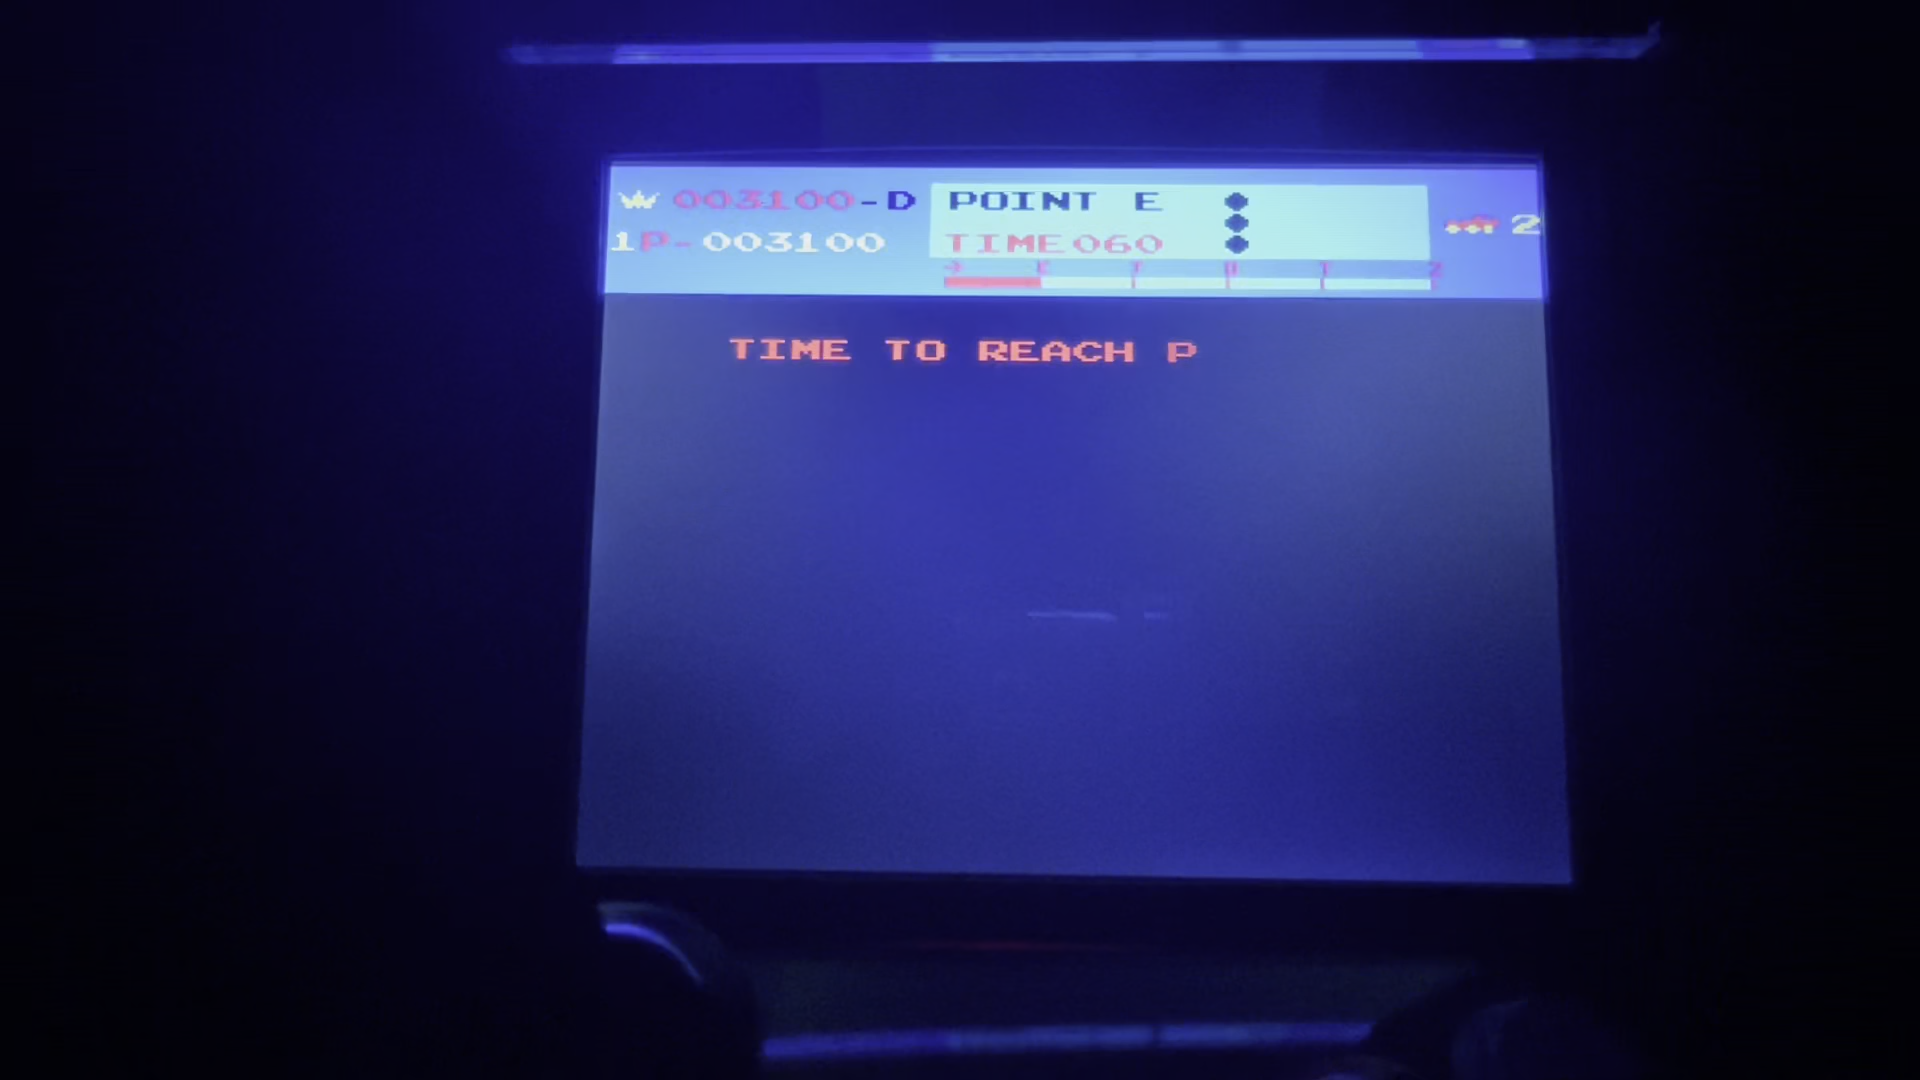 003100-D
1P-003100
POINT E
TIME 060
2
E J O T Z
TIME TO REACH P